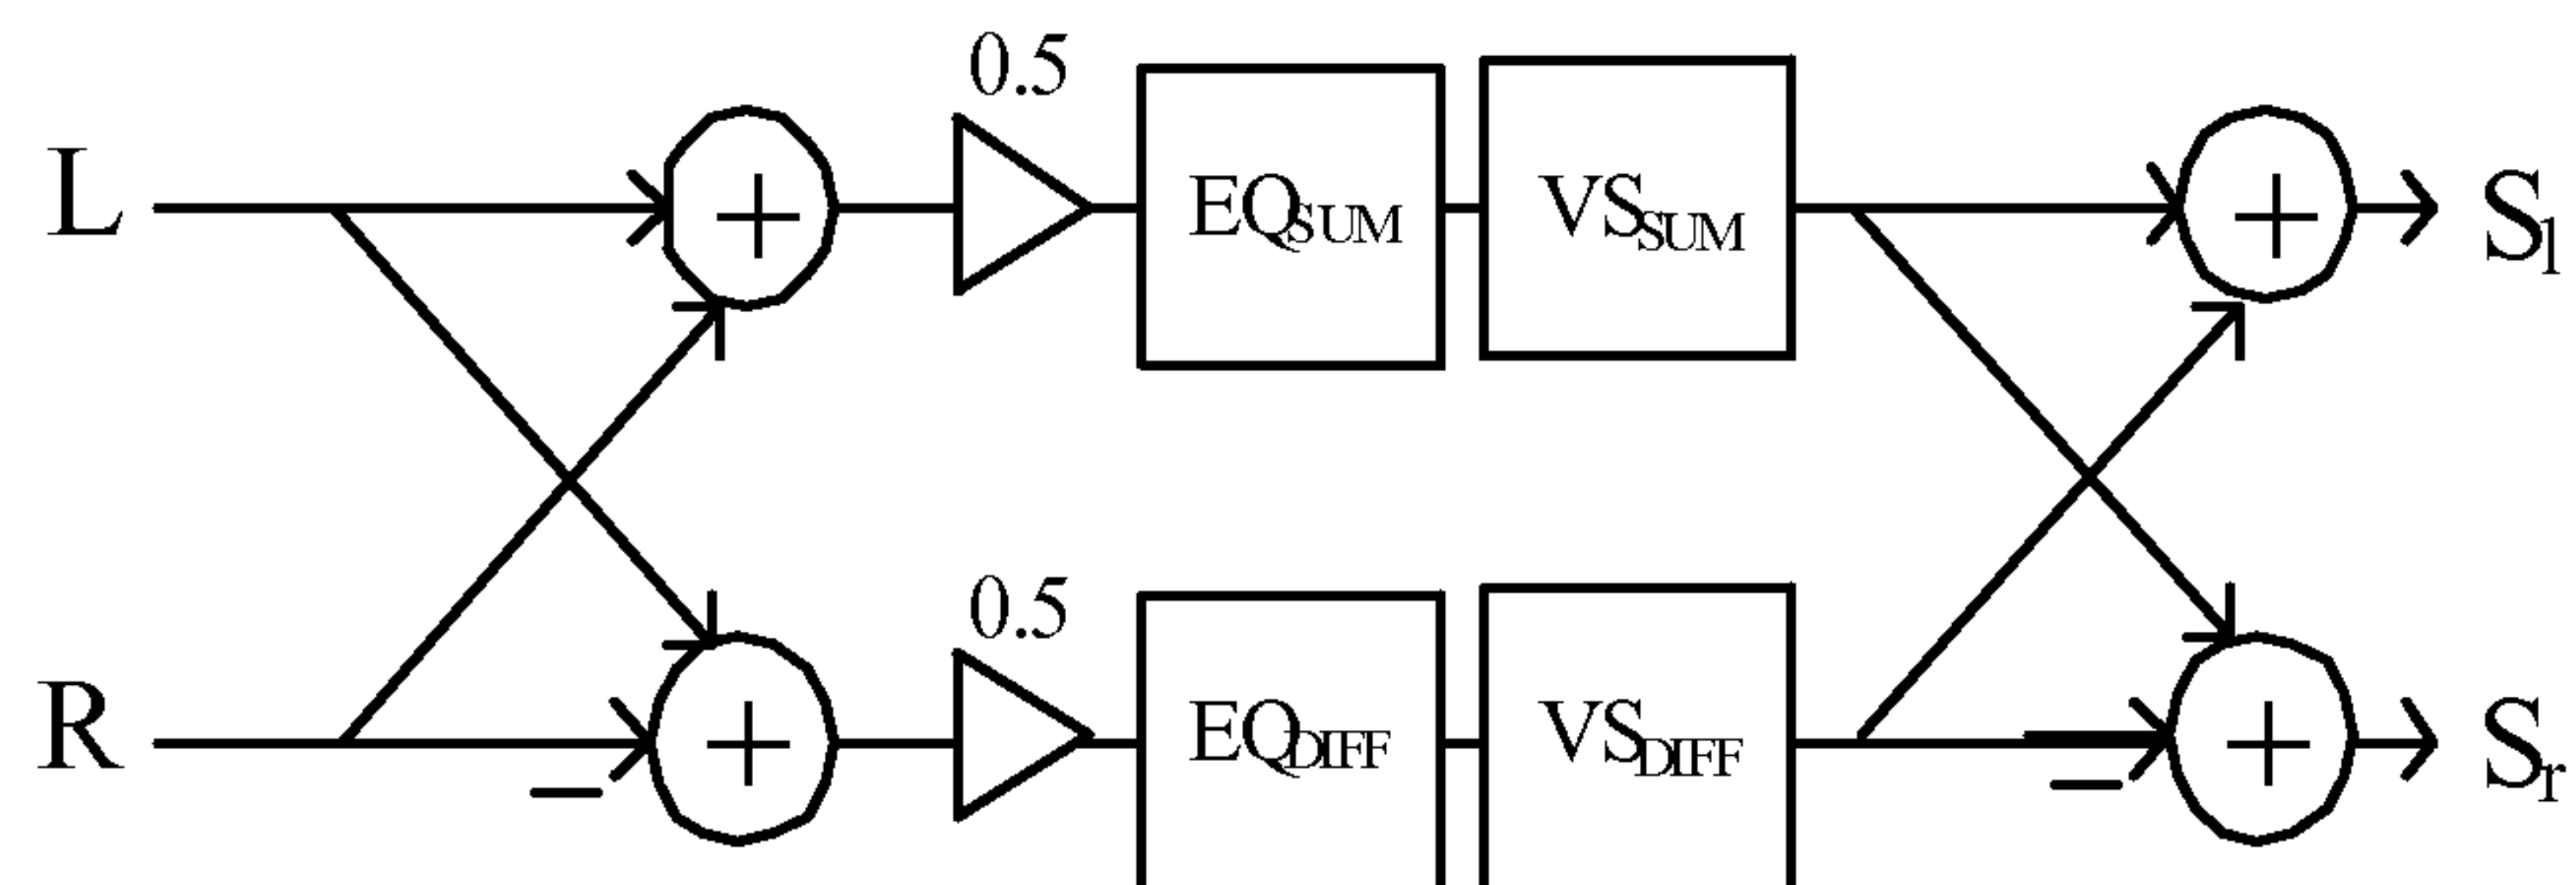 0.5
L + EQSUM VSSUM + Sl
0.5
R − + EQDIFF VSDIFF − + Sr